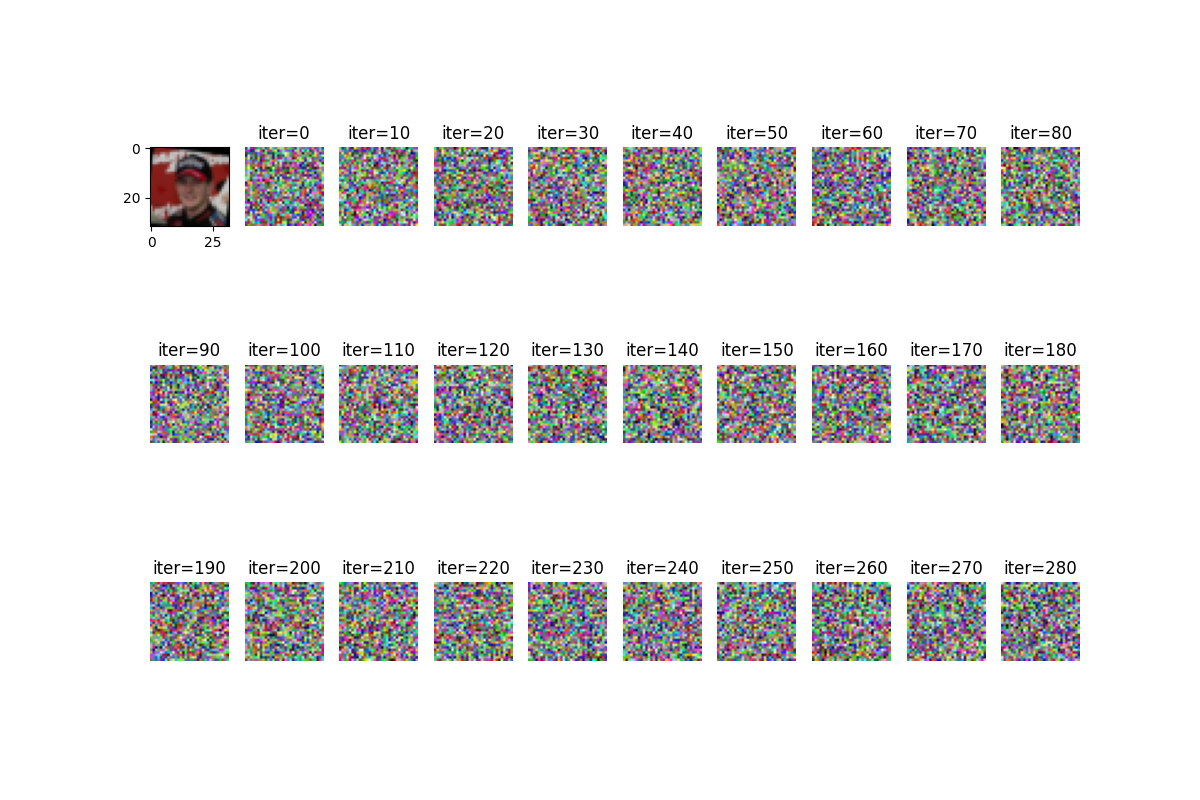 iter=0 iter=10 iter=20 iter=30 iter=40 iter=50 iter=60 iter=70 iter=80
0
20
0 25
iter=90 iter=100 iter=110 iter=120 iter=130 iter=140 iter=150 iter=160 iter=170 iter=180
iter=190 iter=200 iter=210 iter=220 iter=230 iter=240 iter=250 iter=260 iter=270 iter=280